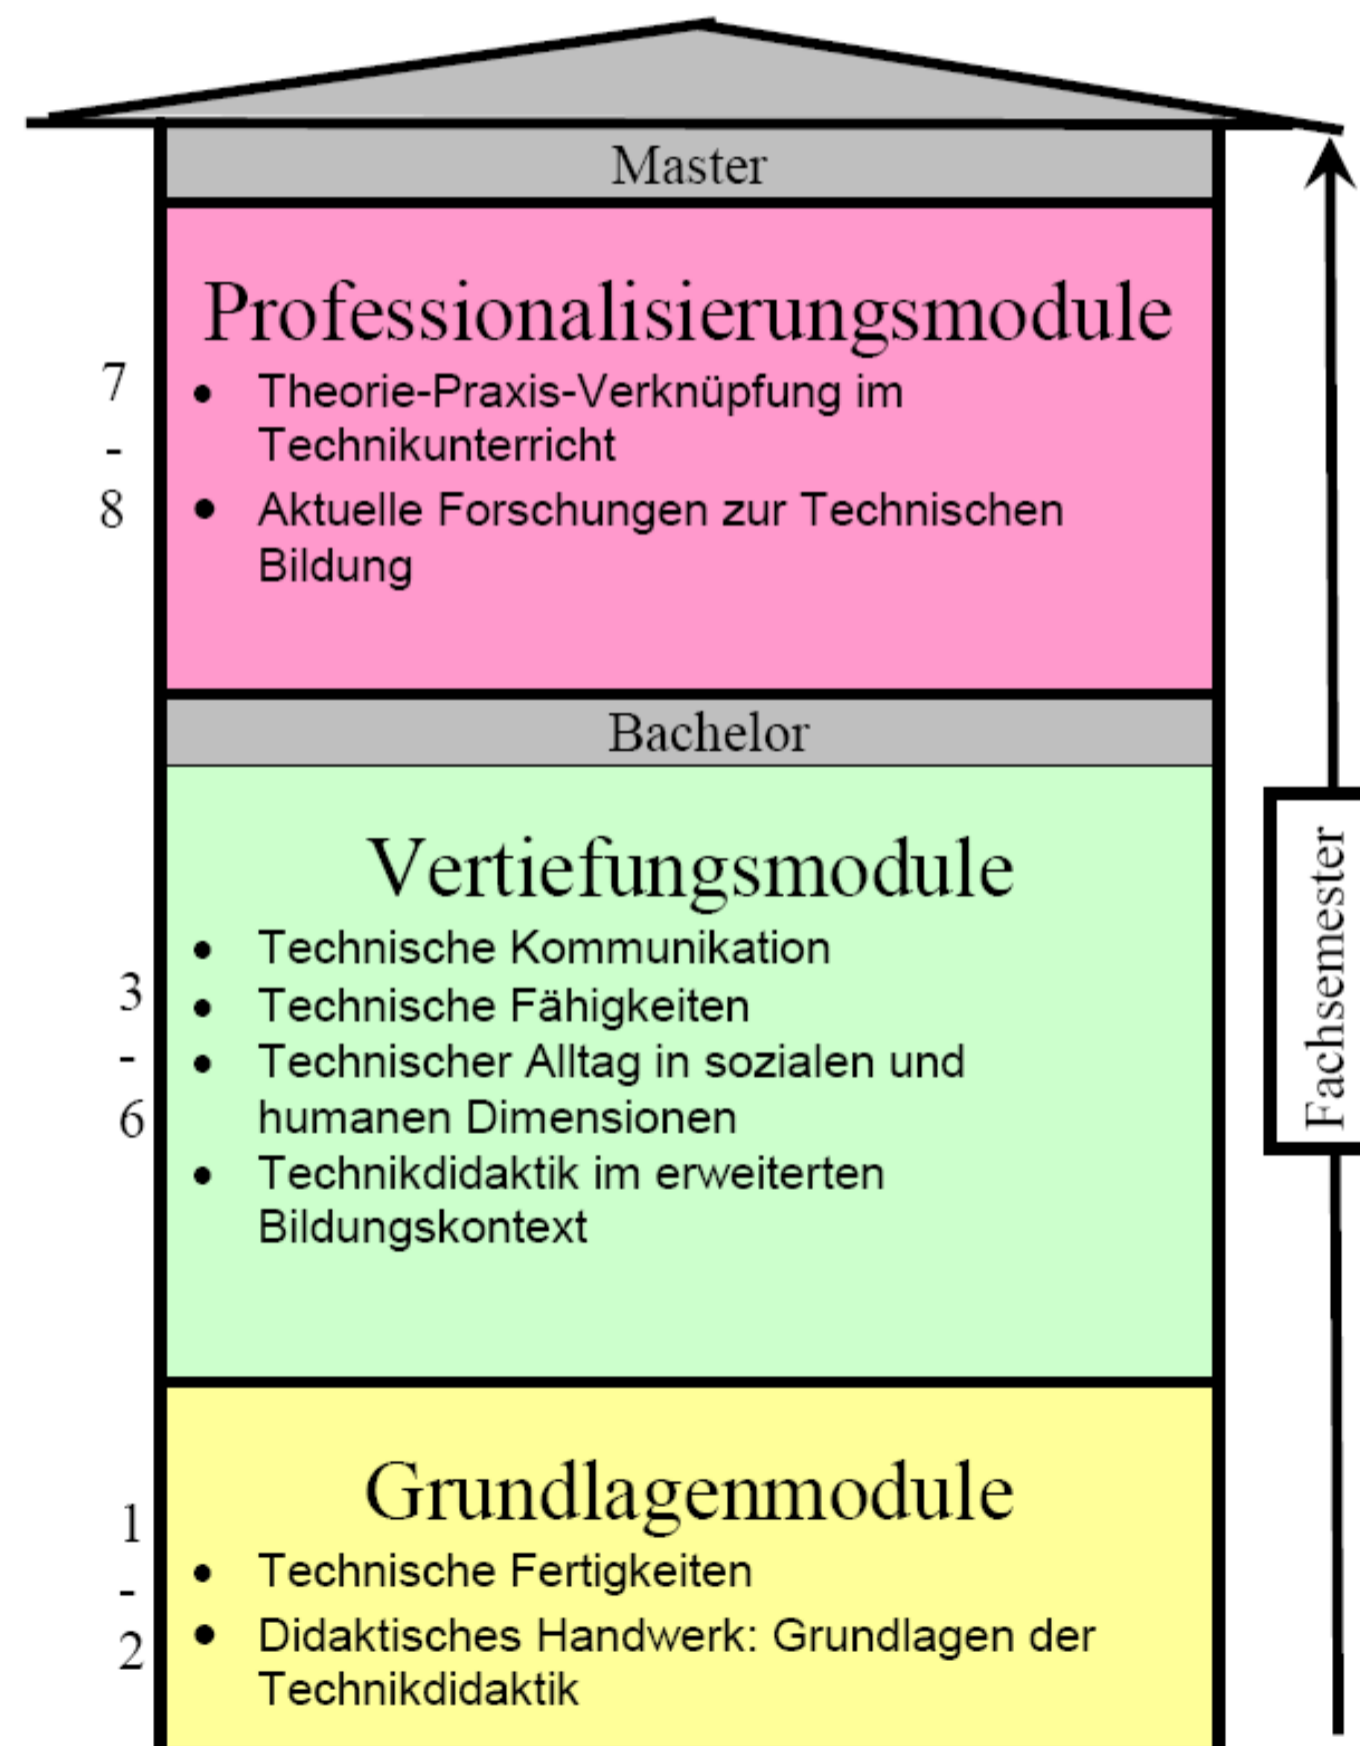 Master
Professionalisierungsmodule
7
-
8
• Theorie-Praxis-Verknüpfung im
Technikunterricht
• Aktuelle Forschungen zur Technischen
Bildung
Bachelor
Vertiefungsmodule
3
-
6
• Technische Kommunikation
• Technische Fähigkeiten
• Technischer Alltag in sozialen und
humanen Dimensionen
• Technikdidaktik im erweiterten
Bildungskontext
Fachsemester
Grundlagenmodule
1
-
2
• Technische Fertigkeiten
• Didaktisches Handwerk: Grundlagen der
Technikdidaktik